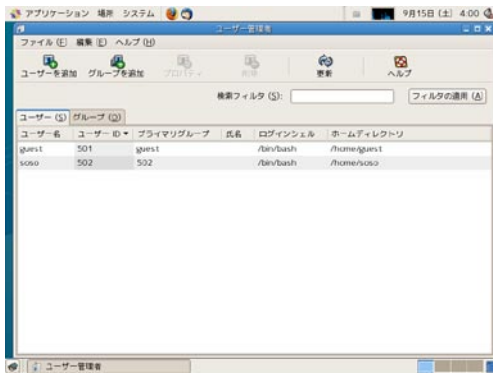 アプリケーション 場所 システム 9月15日 (土) 4:00
ユーザー管理者
ファイル (F) 編集 (E) ヘルプ (H)
ユーザーを追加 グループを追加 プロパティ 削除 更新 ヘルプ
検索フィルタ (S): フィルタの適用 (A)
ユーザー (S) グループ (O)
ユーザー名 ユーザー ID プライマリグループ 氏名 ログインシェル ホームディレクトリ
guest 501 guest /bin/bash /home/guest
soso 502 502 /bin/bash /home/soso
ユーザー管理者